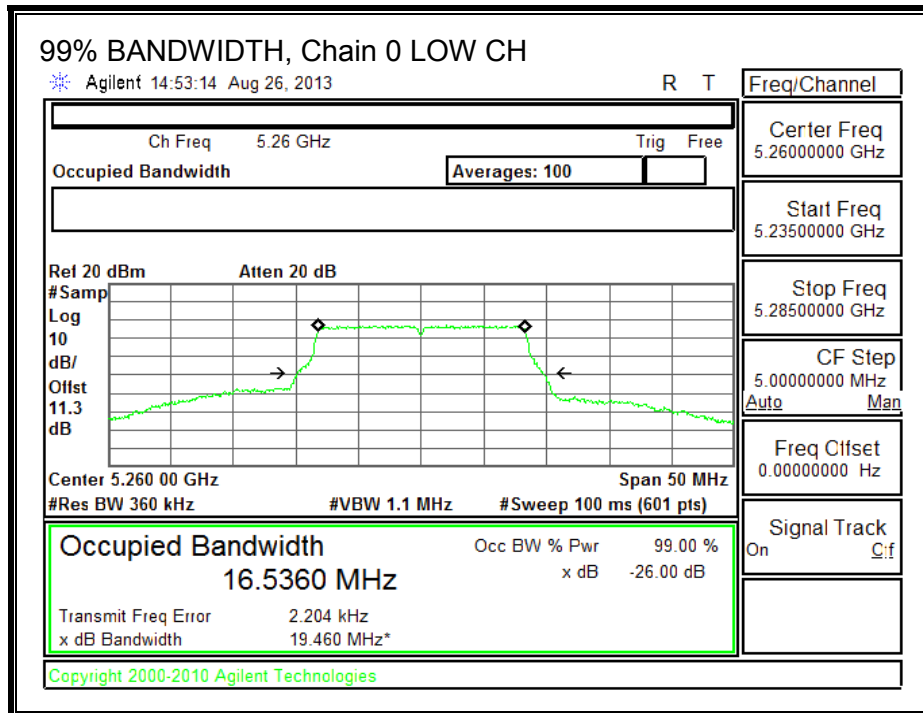 99% BANDWIDTH, Chain 0 LOW CH
Agilent 14:53:14 Aug 26, 2013 R T
Ch Freq 5.26 GHz Trig Free
Occupied Bandwidth Averages: 100
Ref 20 dBm Atten 20 dB
#Samp
Log
10
dB/
Offst
11.3
dB
Center 5.260 00 GHz Span 50 MHz
#Res BW 360 kHz #VBW 1.1 MHz #Sweep 100 ms (601 pts)
Occupied Bandwidth Occ BW % Pwr 99.00 %
16.5360 MHz x dB -26.00 dB
Transmit Freq Error 2.204 kHz
x dB Bandwidth 19.460 MHz*
Copyright 2000-2010 Agilent Technologies
Freq/Channel
Center Freq
5.26000000 GHz
Start Freq
5.23500000 GHz
Stop Freq
5.28500000 GHz
CF Step
5.00000000 MHz
Auto Man
Freq Offset
0.00000000 Hz
Signal Track
On Off